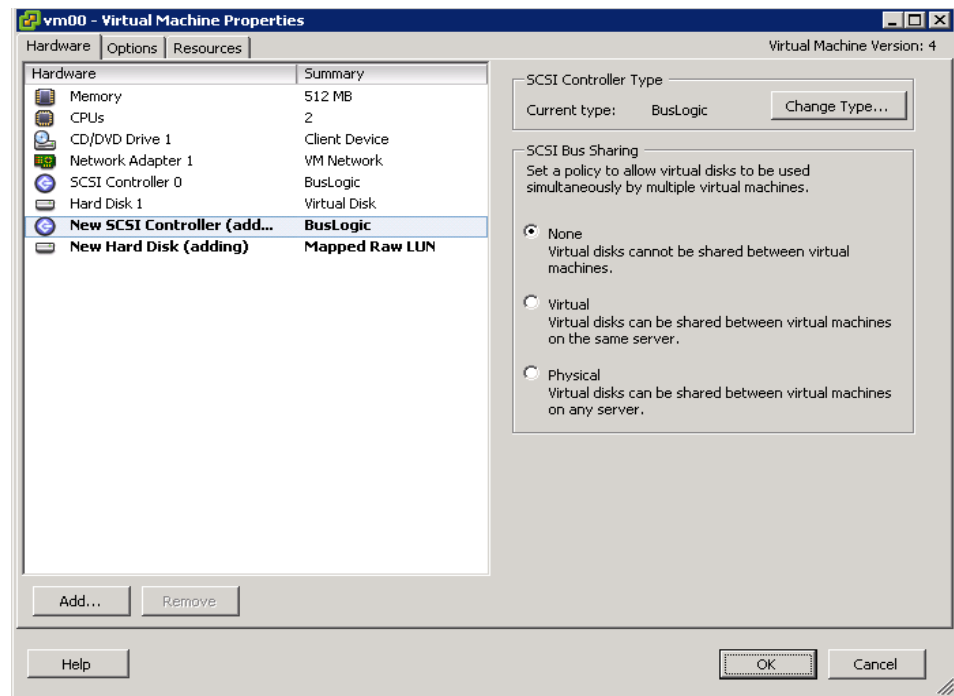 vm00 - Virtual Machine Properties
Hardware Options Resources Virtual Machine Version: 4
Hardware Summary
Memory 512 MB
CPUs 2
CD/DVD Drive 1 Client Device
Network Adapter 1 VM Network
SCSI Controller 0 BusLogic
Hard Disk 1 Virtual Disk
New SCSI Controller (add... BusLogic
New Hard Disk (adding) Mapped Raw LUN
Add... Remove
SCSI Controller Type
Current type: BusLogic Change Type...
SCSI Bus Sharing
Set a policy to allow virtual disks to be used
simultaneously by multiple virtual machines.
None
Virtual disks cannot be shared between virtual
machines.
Virtual
Virtual disks can be shared between virtual machines
on the same server.
Physical
Virtual disks can be shared between virtual machines
on any server.
Help OK Cancel